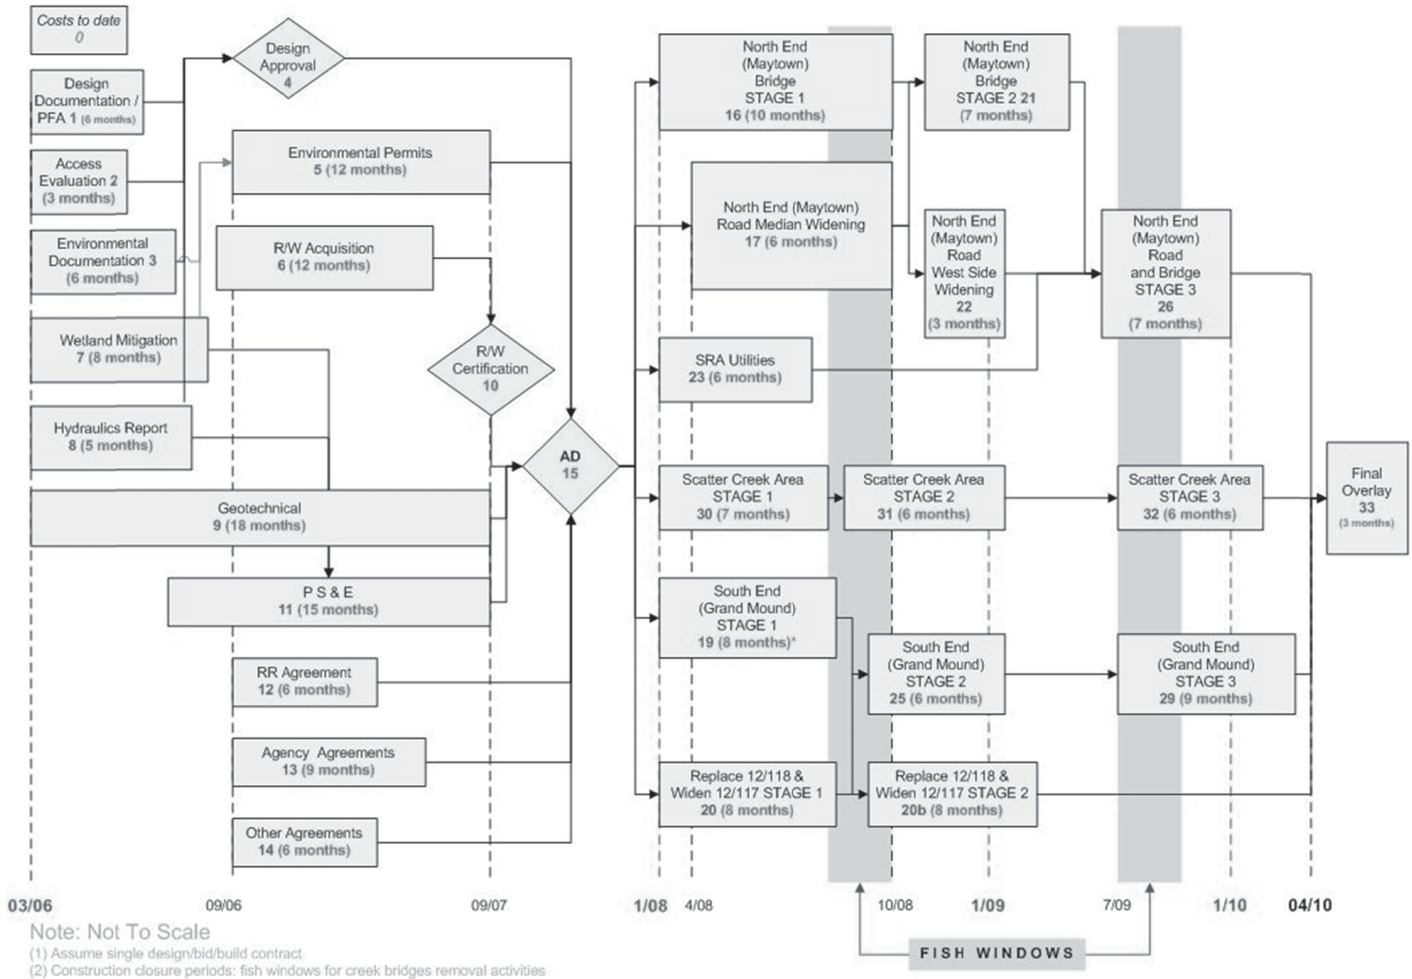 Costs to date
0
Design
Documentation /
PFA 1 (6 months)
Access
Evaluation 2
(3 months)
Environmental
Documentation 3
(6 months)
Wetland Mitigation
7 (8 months)
Hydraulics Report
8 (5 months)
Geotechnical
9 (18 months)
P S & E
11 (15 months)
Design
Approval
4
Environmental Permits
5 (12 months)
R/W Acquisition
6 (12 months)
R/W
Certification
10
RR Agreement
12 (6 months)
Agency Agreements
13 (9 months)
Other Agreements
14 (6 months)
AD
15
North End
(Maytown)
Bridge
STAGE 1
16 (10 months)
North End (Maytown)
Road Median Widening
17 (6 months)
SRA Utilities
23 (6 months)
Scatter Creek Area
STAGE 1
30 (7 months)
South End
(Grand Mound)
STAGE 1
19 (8 months)*
Replace 12/118 &
Widen 12/117 STAGE 1
20 (8 months)
North End
(Maytown)
Bridge
STAGE 2 21
(7 months)
North End
(Maytown)
Road
West Side
Widening
22
(3 months)
Scatter Creek Area
STAGE 2
31 (6 months)
South End
(Grand Mound)
STAGE 2
25 (6 months)
Replace 12/118 &
Widen 12/117 STAGE 2
20b (8 months)
North End
(Maytown)
Road
and Bridge
STAGE 3
26
(7 months)
Scatter Creek Area
STAGE 3
32 (6 months)
South End
(Grand Mound)
STAGE 3
29 (9 months)
Final
Overlay
33
(3 months)
03/06
09/06
09/07
1/08
4/08
10/08
1/09
7/09
1/10
04/10
FISH WINDOWS
Note: Not To Scale
(1) Assume single design/bid/build contract
(2) Construction closure periods: fish windows for creek bridges removal activities